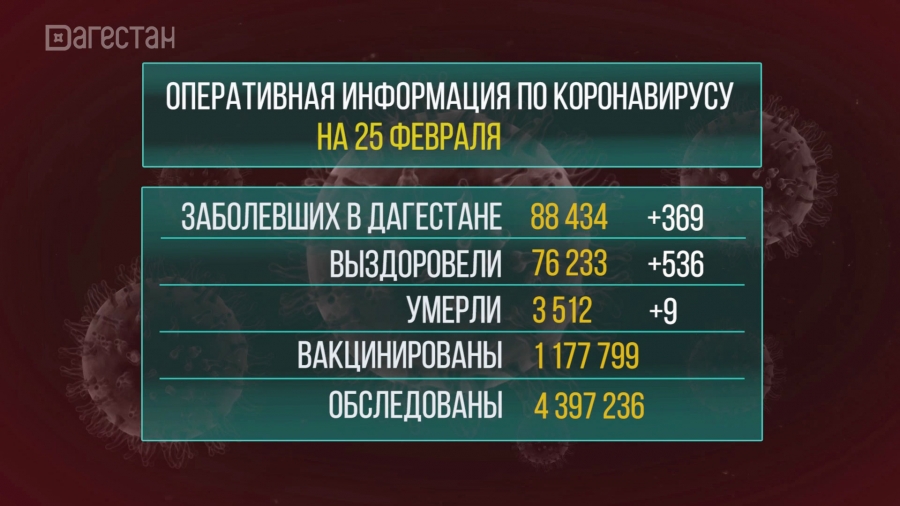 Дагестан
ОПЕРАТИВНАЯ ИНФОРМАЦИЯ ПО КОРОНАВИРУСУ
НА 25 ФЕВРАЛЯ
ЗАБОЛЕВШИХ В ДАГЕСТАНЕ 88 434 +369
ВЫЗДОРОВЕЛИ 76 233 +536
УМЕРЛИ 3 512 +9
ВАКЦИНИРОВАНЫ 1 177 799
ОБСЛЕДОВАНЫ 4 397 236